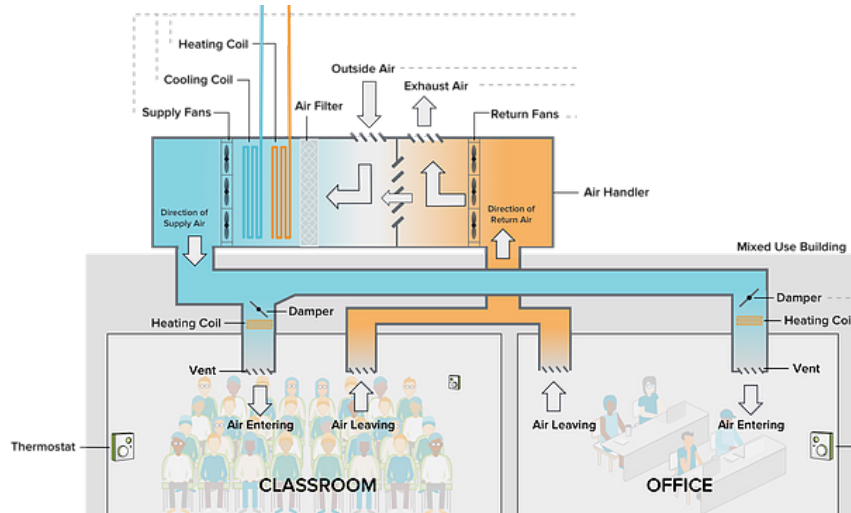 Heating Coil
Outside Air
Cooling Coil
Exhaust Air
Supply Fans
Air Filter
Return Fans
Air Handler
Direction of
Supply Air
Direction of
Return Air
Mixed Use Building
Damper
Damper
Heating Coil
Heating Coi
Vent
Vent
Air Entering
Air Leaving
Air Leaving
Air Entering
Thermostat
CLASSROOM
OFFICE